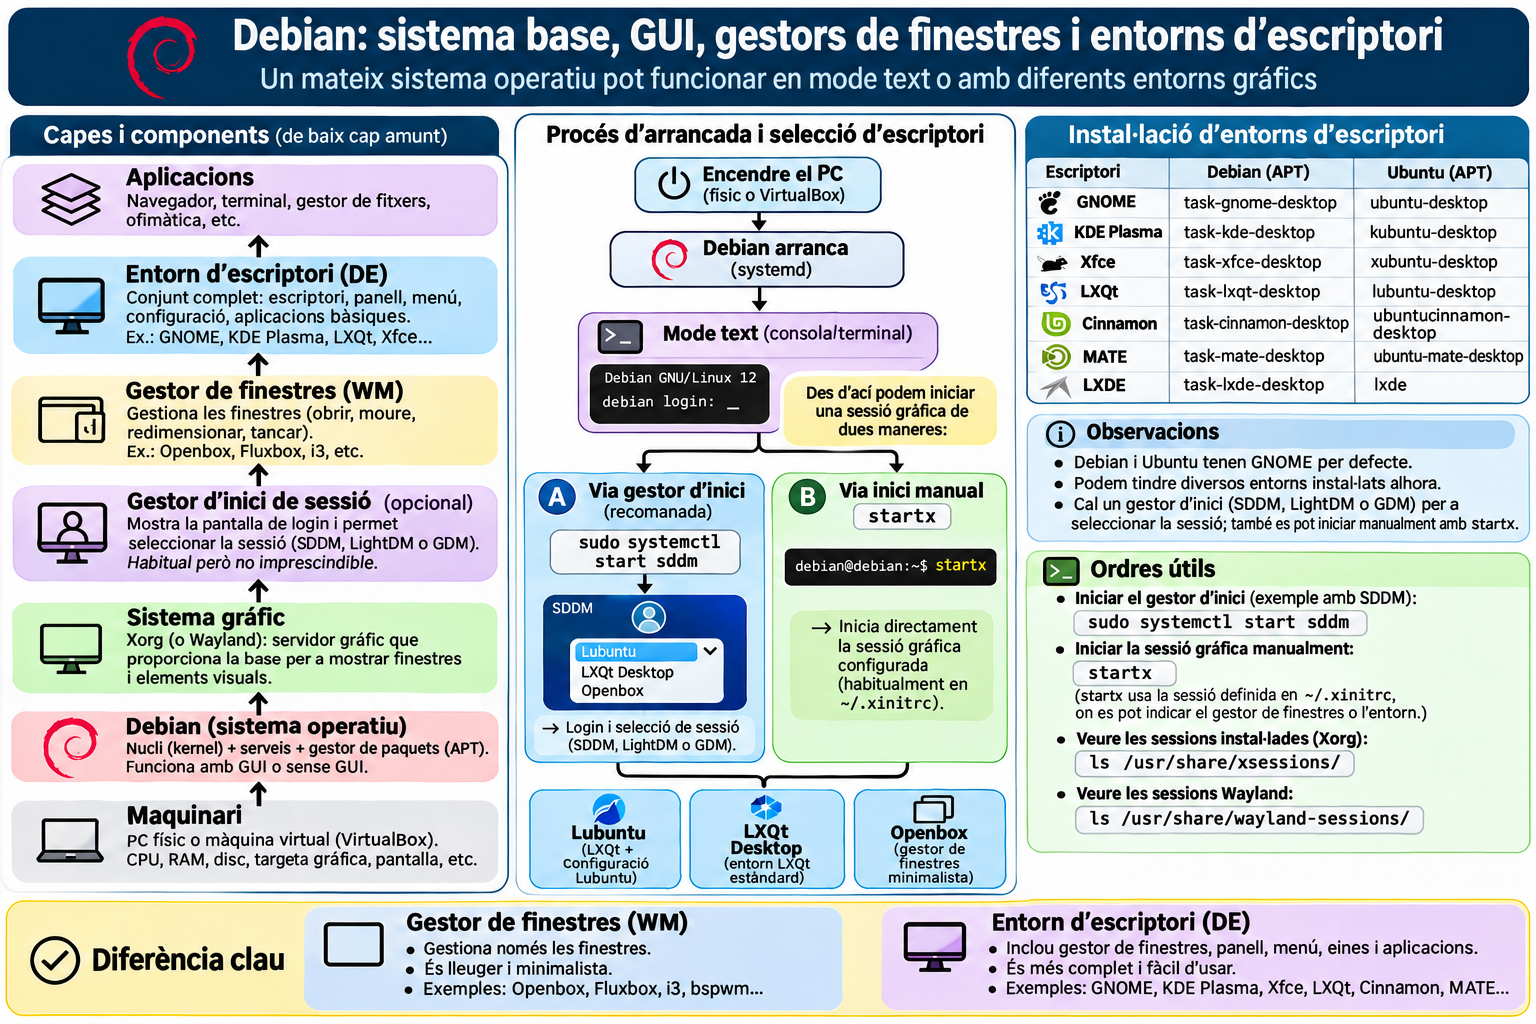 Debian: sistema base, GUI, gestors de finestres i entorns d’escriptori
Un mateix sistema operatiu pot funcionar en mode text o amb diferents entorns gràfics
Capes i components (de baix cap amunt)
Aplicacions
Navegador, terminal, gestor de fitxers,
ofimàtica, etc.
Entorn d’escriptori (DE)
Conjunt complet: escriptori, panell, menú,
configuració, aplicacions bàsiques.
Ex.: GNOME, KDE Plasma, LXQt, Xfce...
Gestor de finestres (WM)
Gestiona les finestres (obrir, moure,
redimensionar, tancar).
Ex.: Openbox, Fluxbox, i3, etc.
Gestor d’inici de sessió (opcional)
Mostra la pantalla de login i permet
seleccionar la sessió (SDDM, LightDM o GDM).
Habitual però no imprescindible.
Sistema gràfic
Xorg (o Wayland): servidor gràfic que
proporciona la base per a mostrar finestres
i elements visuals.
Debian (sistema operatiu)
Nucli (kernel) + serveis + gestor de paquets (APT).
Funciona amb GUI o sense GUI.
Maquinari
PC físic o màquina virtual (VirtualBox).
CPU, RAM, disc, targeta gràfica, pantalla, etc.
Procés d’arrancada i selecció d’escriptori
Encendre el PC
(físic o VirtualBox)
Debian arranca
(systemd)
>_
Mode text (consola/terminal)
Debian GNU/Linux 12
debian login: _
Des d’ací podem iniciar
una sessió gràfica de
dues maneres:
A Via gestor d’inici
(recomanada)
sudo systemctl
start sddm
SDDM
Lubuntu
LXQt Desktop
Openbox
→ Login i selecció de sessió
(SDDM, LightDM o GDM).
B Via inici manual
startx
debian@debian:~$ startx
→ Inicia directament
la sessió gràfica
configurada
(habitualment en
~/.xinitrc).
Lubuntu
(LXQt +
Configuració
Lubuntu)
LXQt
Desktop
(entorn LXQt
estàndard)
Openbox
(gestor de
finestres
minimalista)
Instal·lació d’entorns d’escriptori
Escriptori Debian (APT) Ubuntu (APT)
GNOME task-gnome-desktop ubuntu-desktop
KDE Plasma task-kde-desktop kubuntu-desktop
Xfce task-xfce-desktop xubuntu-desktop
LXQt task-lxqt-desktop lubuntu-desktop
Cinnamon task-cinnamon-desktop ubuntucinnamon-
desktop
MATE task-mate-desktop ubuntu-mate-desktop
LXDE task-lxde-desktop lxde
i Observacions
• Debian i Ubuntu tenen GNOME per defecte.
• Podem tindre diversos entorns instal·lats alhora.
• Cal un gestor d’inici (SDDM, LightDM o GDM) per a
seleccionar la sessió; també es pot iniciar manualment amb startx.
>_ Ordres útils
• Iniciar el gestor d’inici (exemple amb SDDM):
sudo systemctl start sddm
• Iniciar la sessió gràfica manualment:
startx
(startx usa la sessió definida en ~/.xinitrc,
on es pot indicar el gestor de finestres o l’entorn.)
• Veure les sessions instal·lades (Xorg):
ls /usr/share/xsessions/
• Veure les sessions Wayland:
ls /usr/share/wayland-sessions/
Diferència clau
Gestor de finestres (WM)
• Gestiona només les finestres.
• És lleuger i minimalista.
• Exemples: Openbox, Fluxbox, i3, bspwm...
Entorn d’escriptori (DE)
• Inclou gestor de finestres, panell, menú, eines i aplicacions.
• És més complet i fàcil d’usar.
• Exemples: GNOME, KDE Plasma, Xfce, LXQt, Cinnamon, MATE...